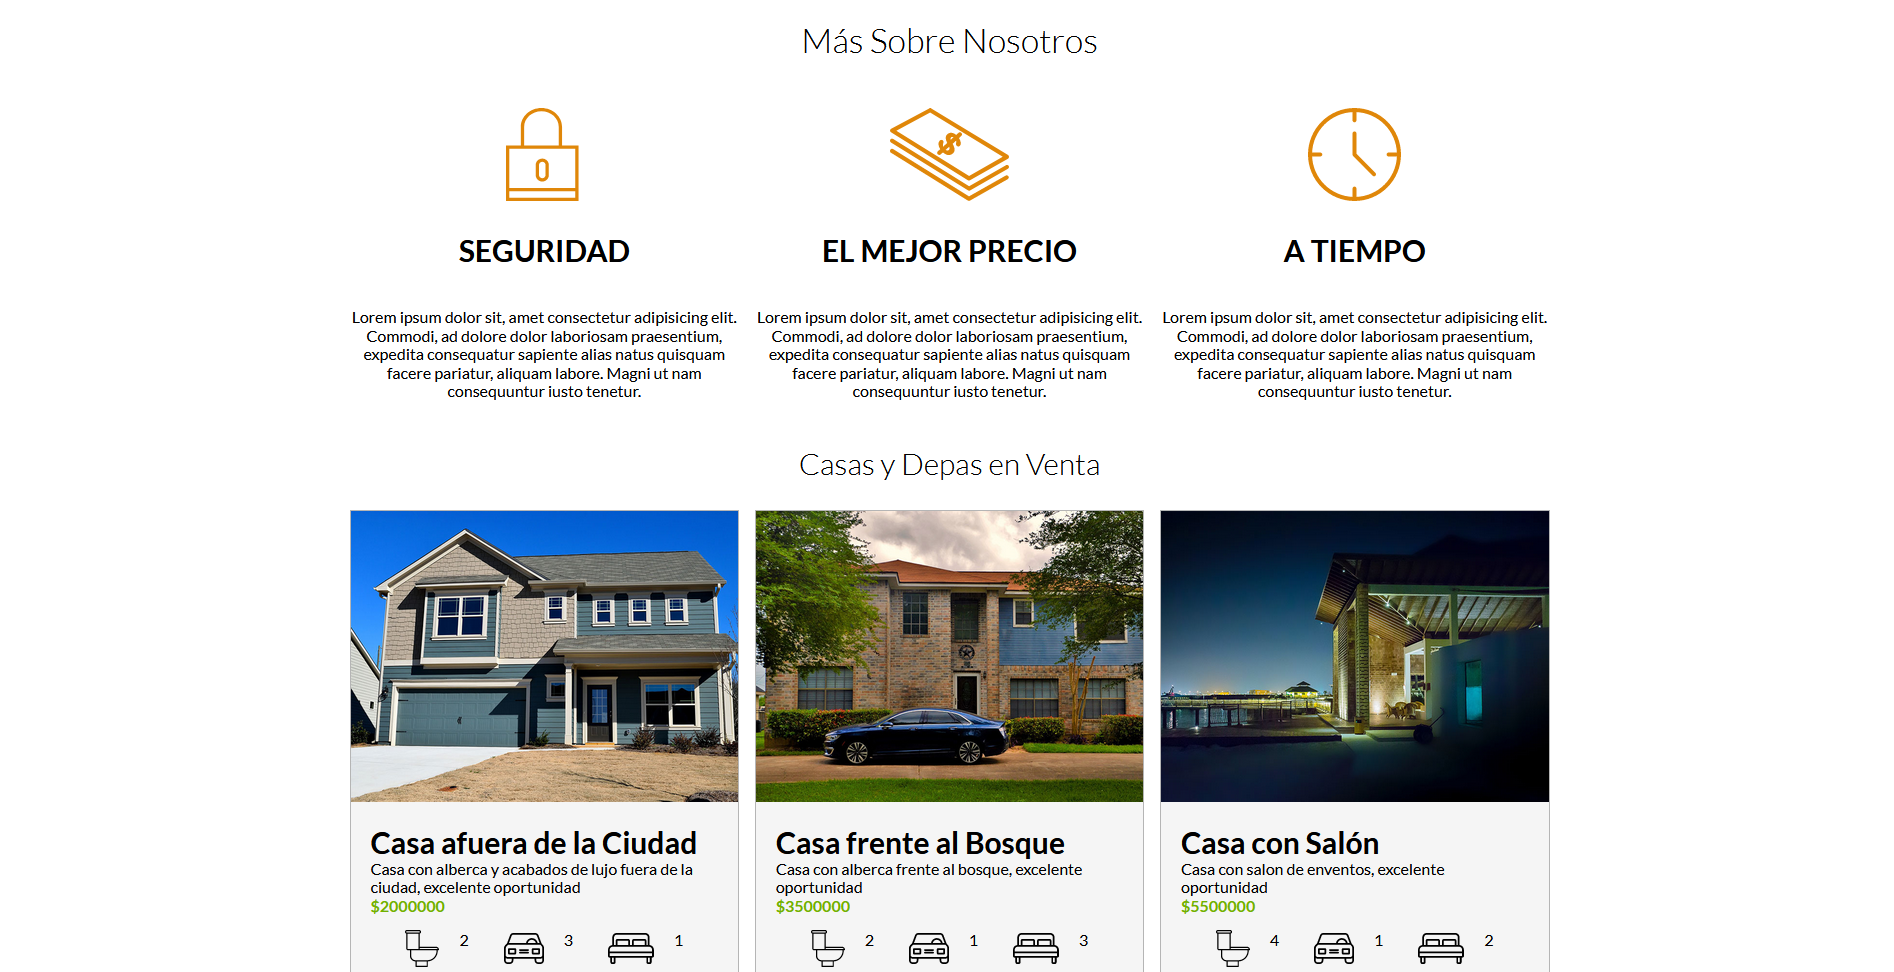 Más Sobre Nosotros
SEGURIDAD
Lorem ipsum dolor sit, amet consectetur adipisicing elit.
Commodi, ad dolore dolor laboriosam praesentium,
expedita consequatur sapiente alias natus quisquam
facere pariatur, aliquam labore. Magni ut nam
consequuntur iusto tenetur.
EL MEJOR PRECIO
Lorem ipsum dolor sit, amet consectetur adipisicing elit.
Commodi, ad dolore dolor laboriosam praesentium,
expedita consequatur sapiente alias natus quisquam
facere pariatur, aliquam labore. Magni ut nam
consequuntur iusto tenetur.
A TIEMPO
Lorem ipsum dolor sit, amet consectetur adipisicing elit.
Commodi, ad dolore dolor laboriosam praesentium,
expedita consequatur sapiente alias natus quisquam
facere pariatur, aliquam labore. Magni ut nam
consequuntur iusto tenetur.
Casas y Depas en Venta
Casa afuera de la Ciudad
Casa con alberca y acabados de lujo fuera de la
ciudad, excelente oportunidad
$2000000
2 3 1
Casa frente al Bosque
Casa con alberca frente al bosque, excelente
oportunidad
$3500000
2 1 3
Casa con Salón
Casa con salon de enventos, excelente
oportunidad
$5500000
4 1 2